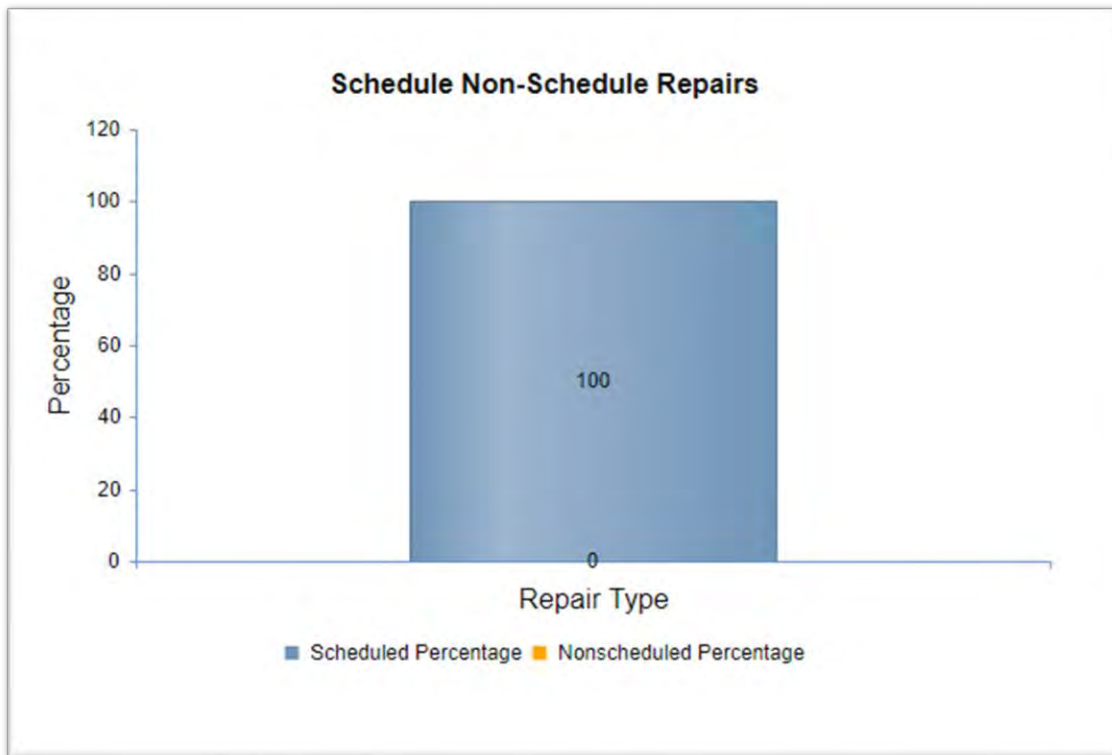 Schedule Non-Schedule Repairs
120
100
80
60
40
20
0
Percentage
100
0
Repair Type
Scheduled Percentage Nonscheduled Percentage